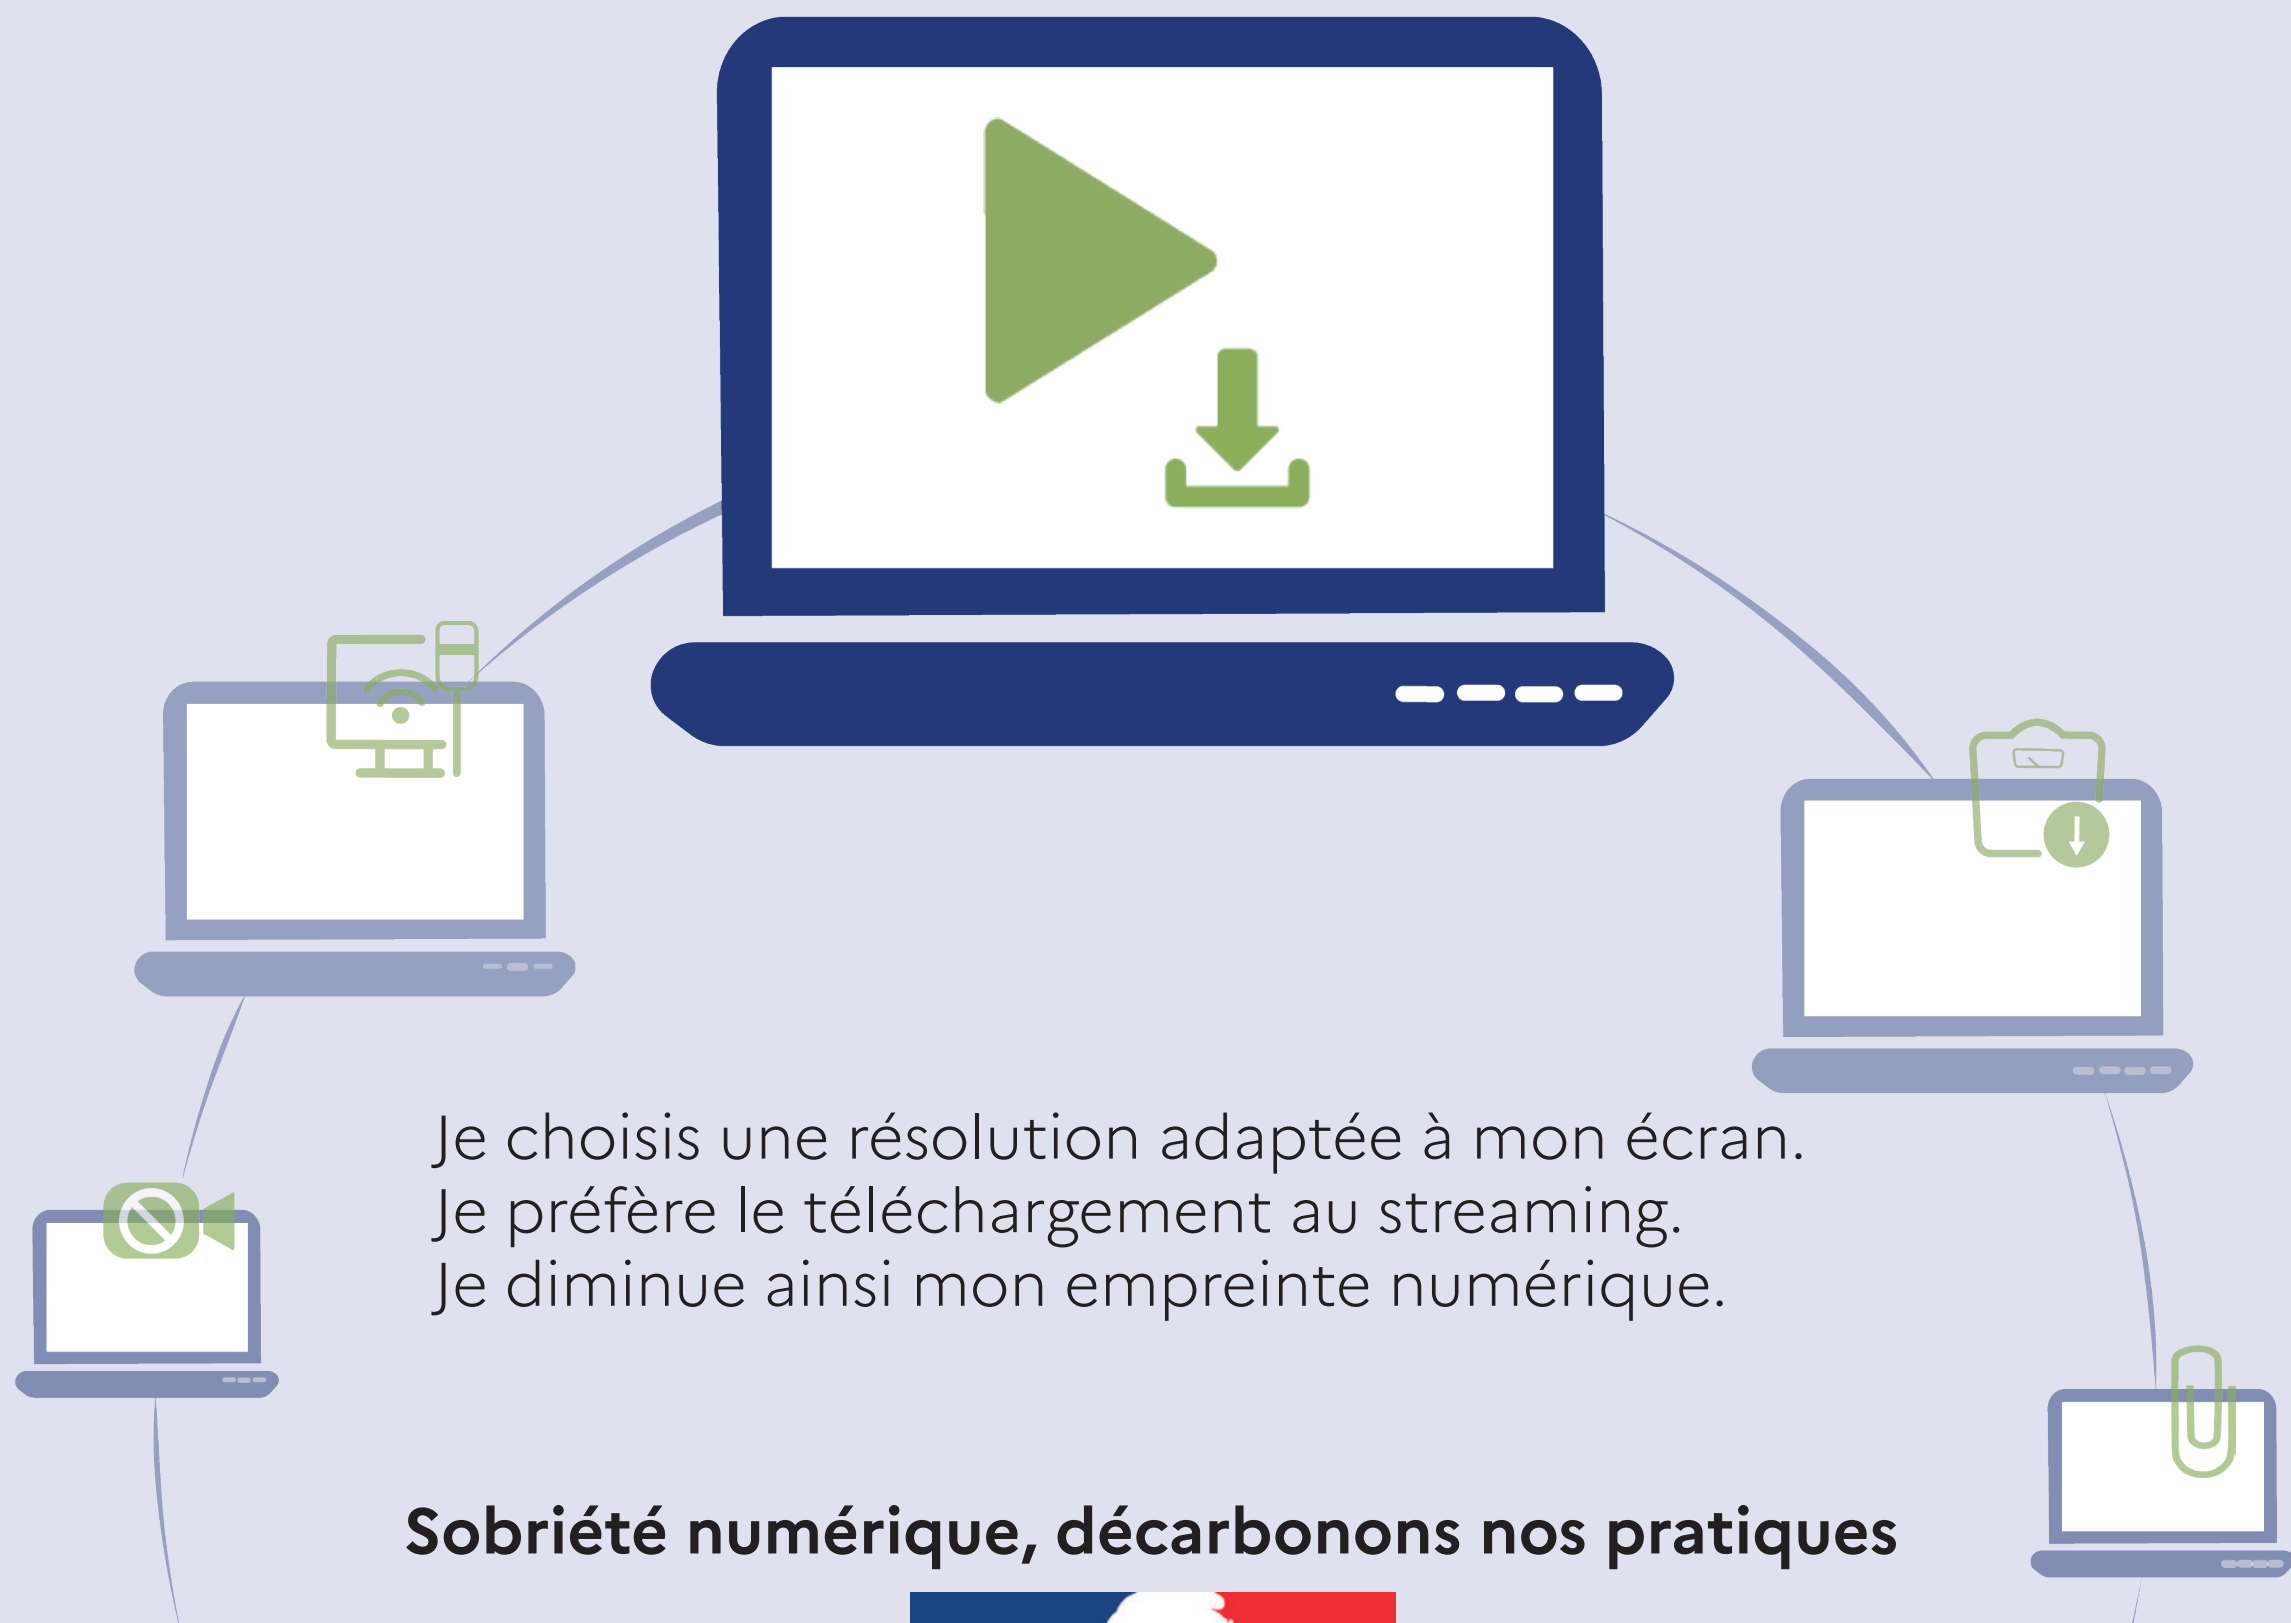 Je choisis une résolution adaptée à mon écran.
Je préfère le téléchargement au streaming.
Je diminue ainsi mon empreinte numérique.
Sobriété numérique, décarbonons nos pratiques